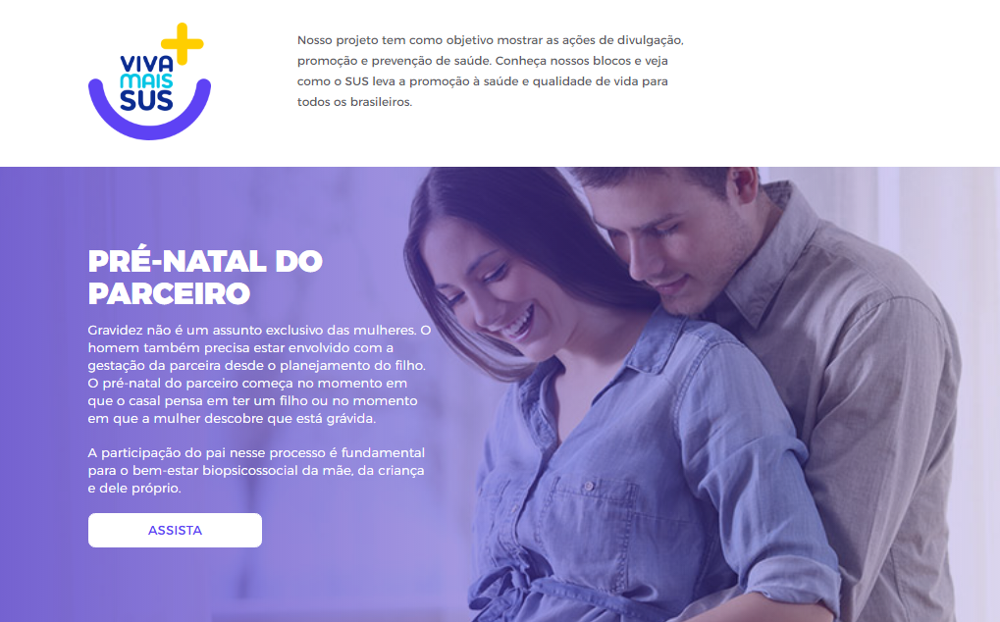 VIVA
MAIS
SUS
Nosso projeto tem como objetivo mostrar as ações de divulgação,
promoção e prevenção de saúde. Conheça nossos blocos e veja
como o SUS leva a promoção à saúde e qualidade de vida para
todos os brasileiros.
PRÉ-NATAL DO
PARCEIRO
Gravidez não é um assunto exclusivo das mulheres. O
homem também precisa estar envolvido com a
gestação da parceira desde o planejamento do filho.
O pré-natal do parceiro começa no momento em
que o casal pensa em ter um filho ou no momento
em que a mulher descobre que está grávida.
A participação do pai nesse processo é fundamental
para o bem-estar biopsicossocial da mãe, da criança
e dele próprio.
ASSISTA